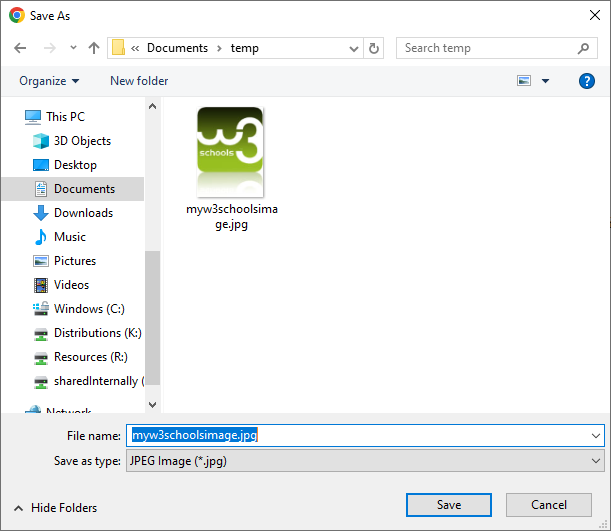 Save As
« Documents › temp
Search temp
Organize
New folder
?
This PC
3D Objects
Desktop
Documents
Downloads
Music
Pictures
Videos
Windows (C:)
Distributions (K:)
Resources (R:)
sharedInternally (
Network
w3
schools
myw3schoolsima
ge.jpg
File name: myw3schoolsimage.jpg
Save as type: JPEG Image (*.jpg)
Hide Folders
Save
Cancel